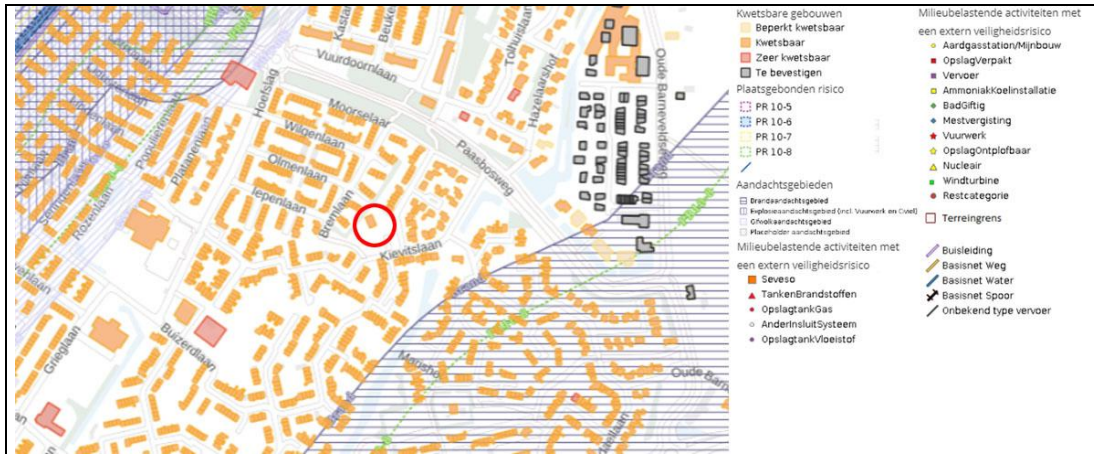 Kastan
Beuke
Tolhuislaan
Hazelaarshof
Oude Barneveldseweg
Vuurdoornlaan
Hoefslag
Moorselaar
Wilgenlaan
Paasbosweg
Populierenlaan
Platanenlaan
Olmenlaan
Iepenlaan
Bremlaan
Rozenlaan
Kievitslaan
Buizerdlaan
Grieglaan
Oude Barn
Kwetsbare gebouwen
Beperkt kwetsbaar
Kwetsbaar
Zeer kwetsbaar
Te bevestigen
Plaatsgebonden risico
PR 10-5
PR 10-6
PR 10-7
PR 10-8
Aandachtsgebieden
Brandaandachtsgebied
Explosieaandachtsgebied (incl. Vuurwerk en Civiel)
Gifwolkaandachtsgebied
Placeholder aandachtsgebied
Milieubelastende activiteiten met
een extern veiligheidsrisico
Seveso
TankenBrandstoffen
OpslagtankGas
AnderInsluitSysteem
OpslagtankVloeistof
Milieubelastende activiteiten met
een extern veiligheidsrisico
Aardgasstation/Mijnbouw
OpslagVerpakt
Vervoer
AmmoniakKoelinstallatie
BadGiftig
Mestvergisting
Vuurwerk
OpslagOntplofbaar
Nucleair
Windturbine
Restcategorie
Terreingrens
Buisleiding
Basisnet Weg
Basisnet Water
Basisnet Spoor
Onbekend type vervoer